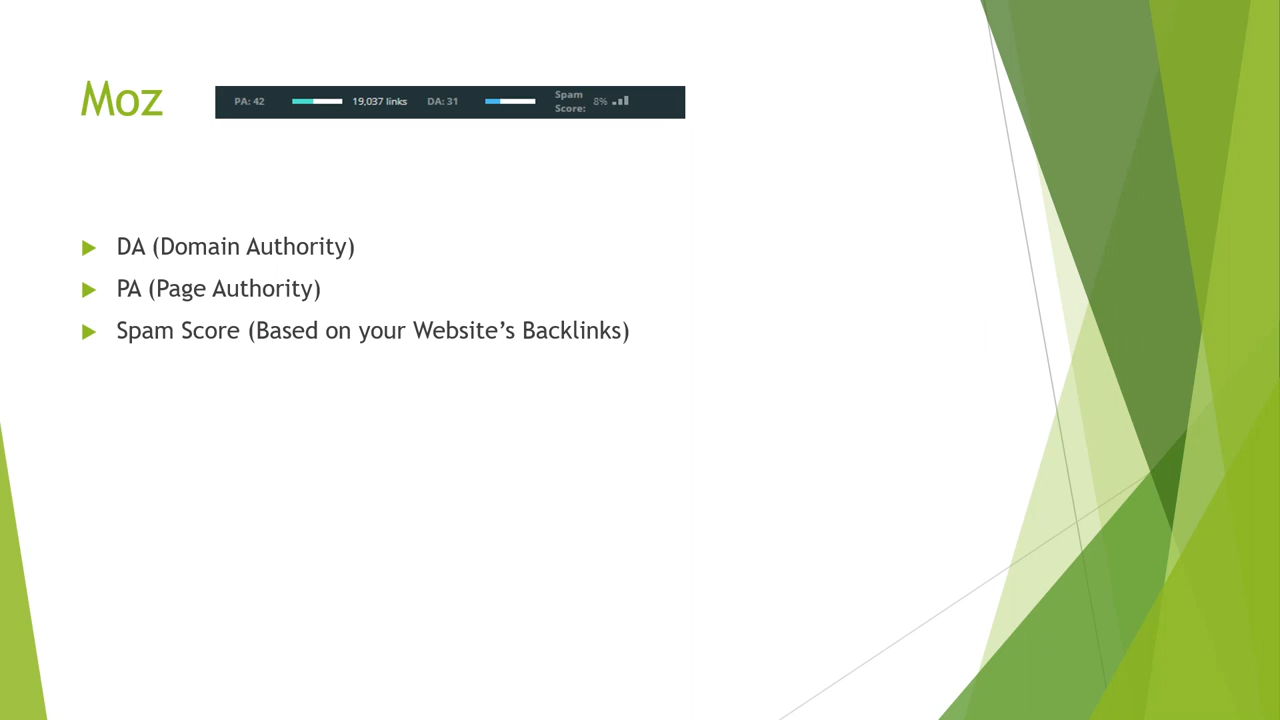 Moz
PA: 42 19,037 links DA: 31 Spam Score: 8%
DA (Domain Authority)
PA (Page Authority)
Spam Score (Based on your Website’s Backlinks)